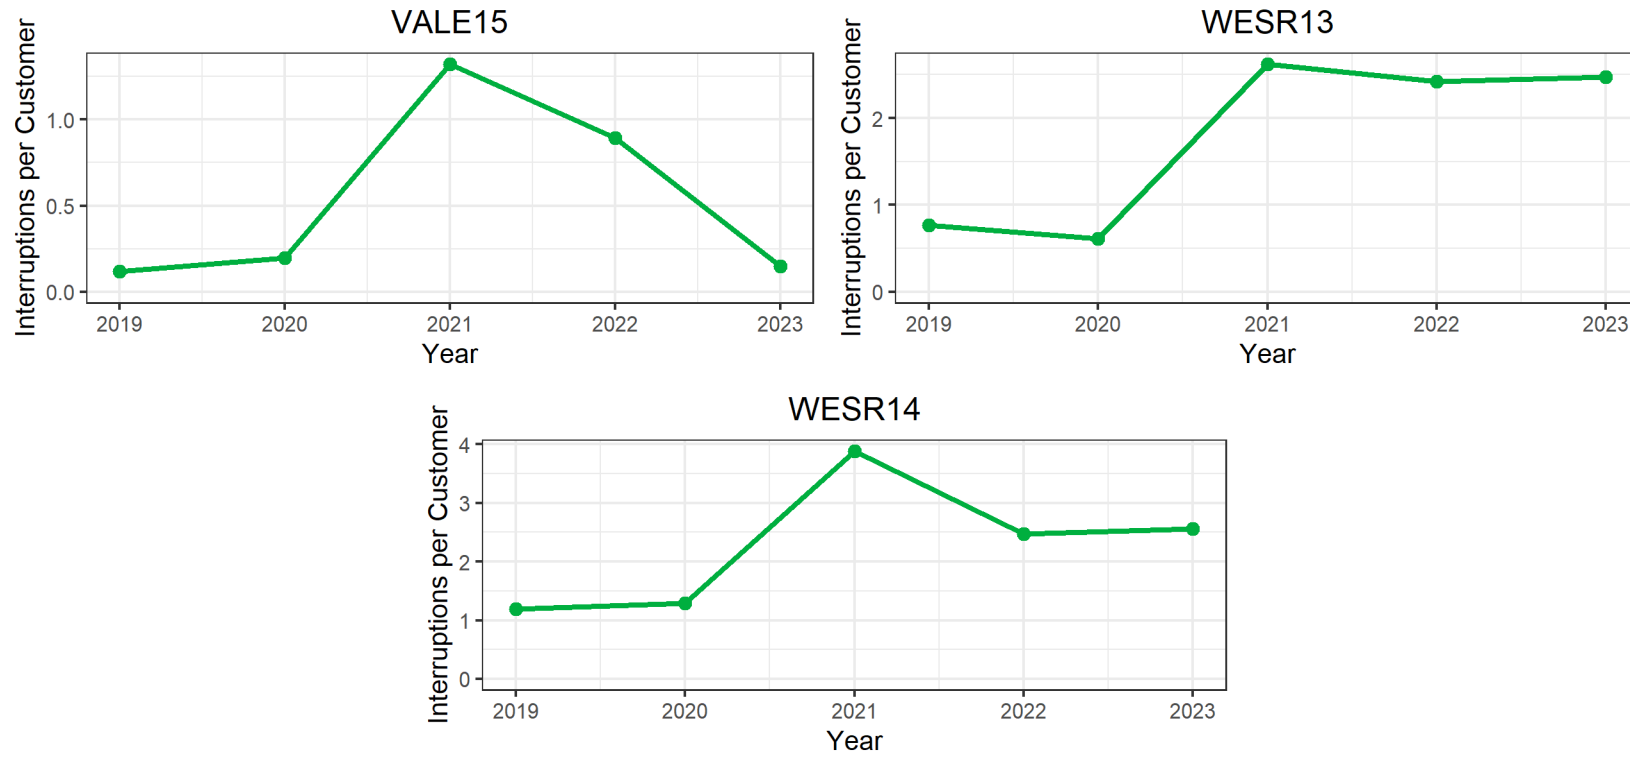 VALE15
Interruptions per Customer
1.0
0.5
0.0
2019 2020 2021 2022 2023
Year
WESR13
Interruptions per Customer
2
1
0
2019 2020 2021 2022 2023
Year
WESR14
Interruptions per Customer
4
3
2
1
0
2019 2020 2021 2022 2023
Year